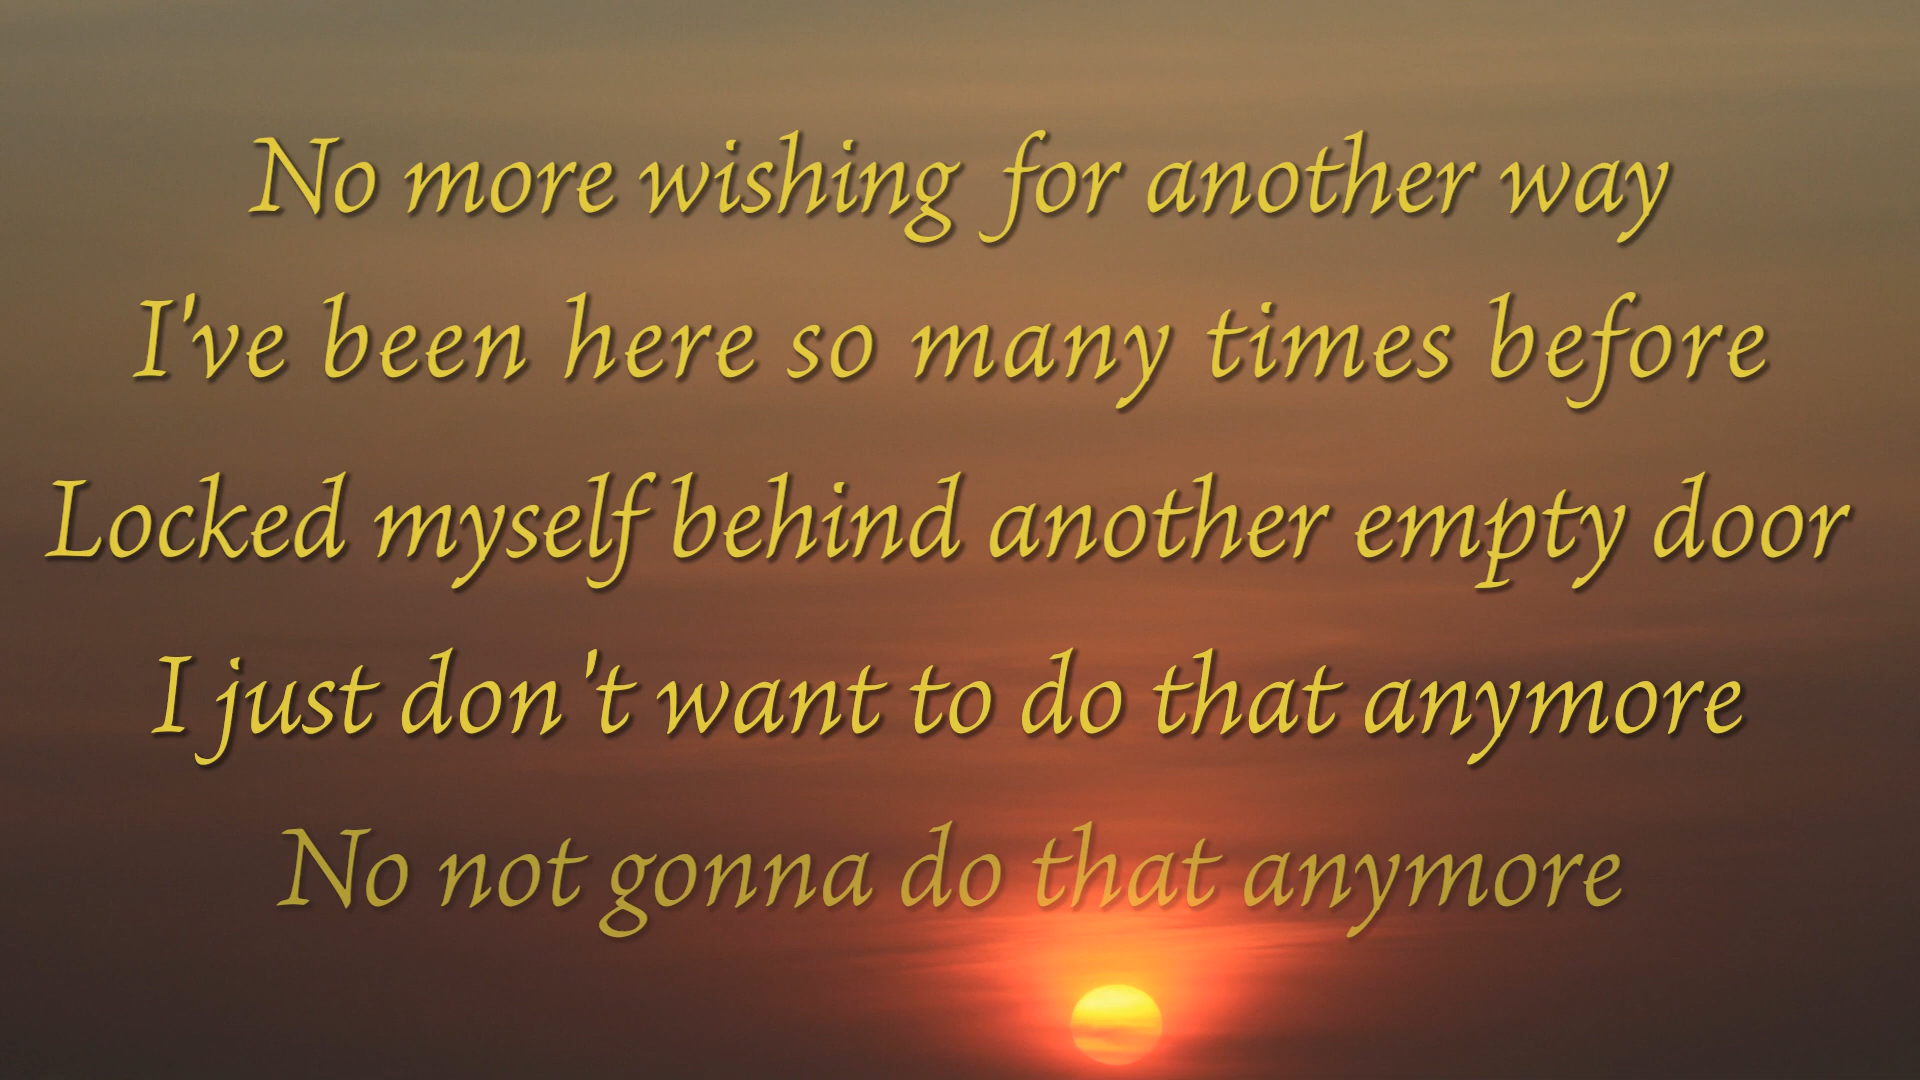 No more wishing for another way
I've been here so many times before
Locked myself behind another empty door
I just don't want to do that anymore
No not gonna do that anymore